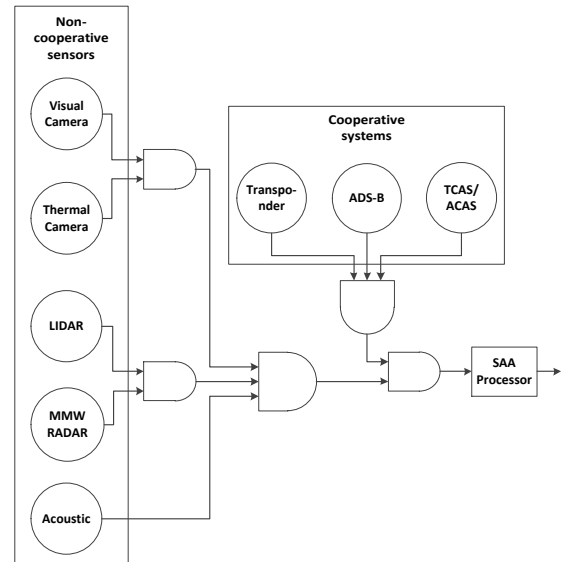 Non-
cooperative
sensors
Visual
Camera
Thermal
Camera
LIDAR
MMW
RADAR
Acoustic
Cooperative
systems
Transpo-
nder
ADS-B
TCAS/
ACAS
SAA
Processor